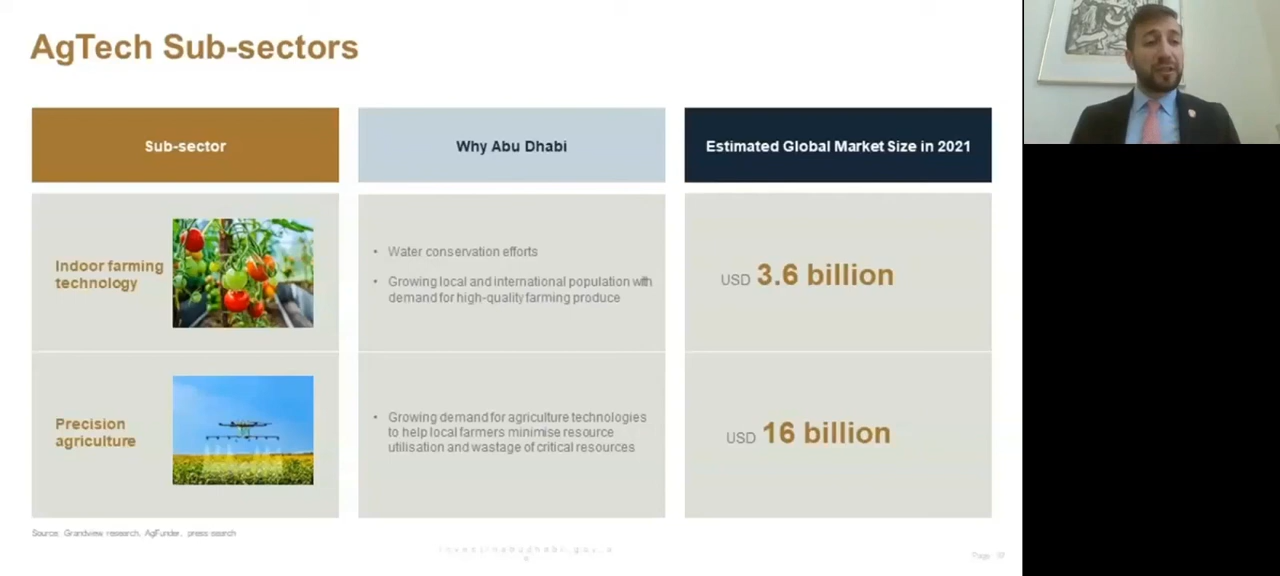 AgTech Sub-sectors
Sub-sector
Why Abu Dhabi
Estimated Global Market Size in 2021
Indoor farming
technology
• Water conservation efforts
• Growing local and international population with
demand for high-quality farming produce
USD 3.6 billion
Precision
agriculture
• Growing demand for agriculture technologies
to help local farmers minimise resource
utilisation and wastage of critical resources
USD 16 billion
Source: Grandview research, AgFunder, press search
Page